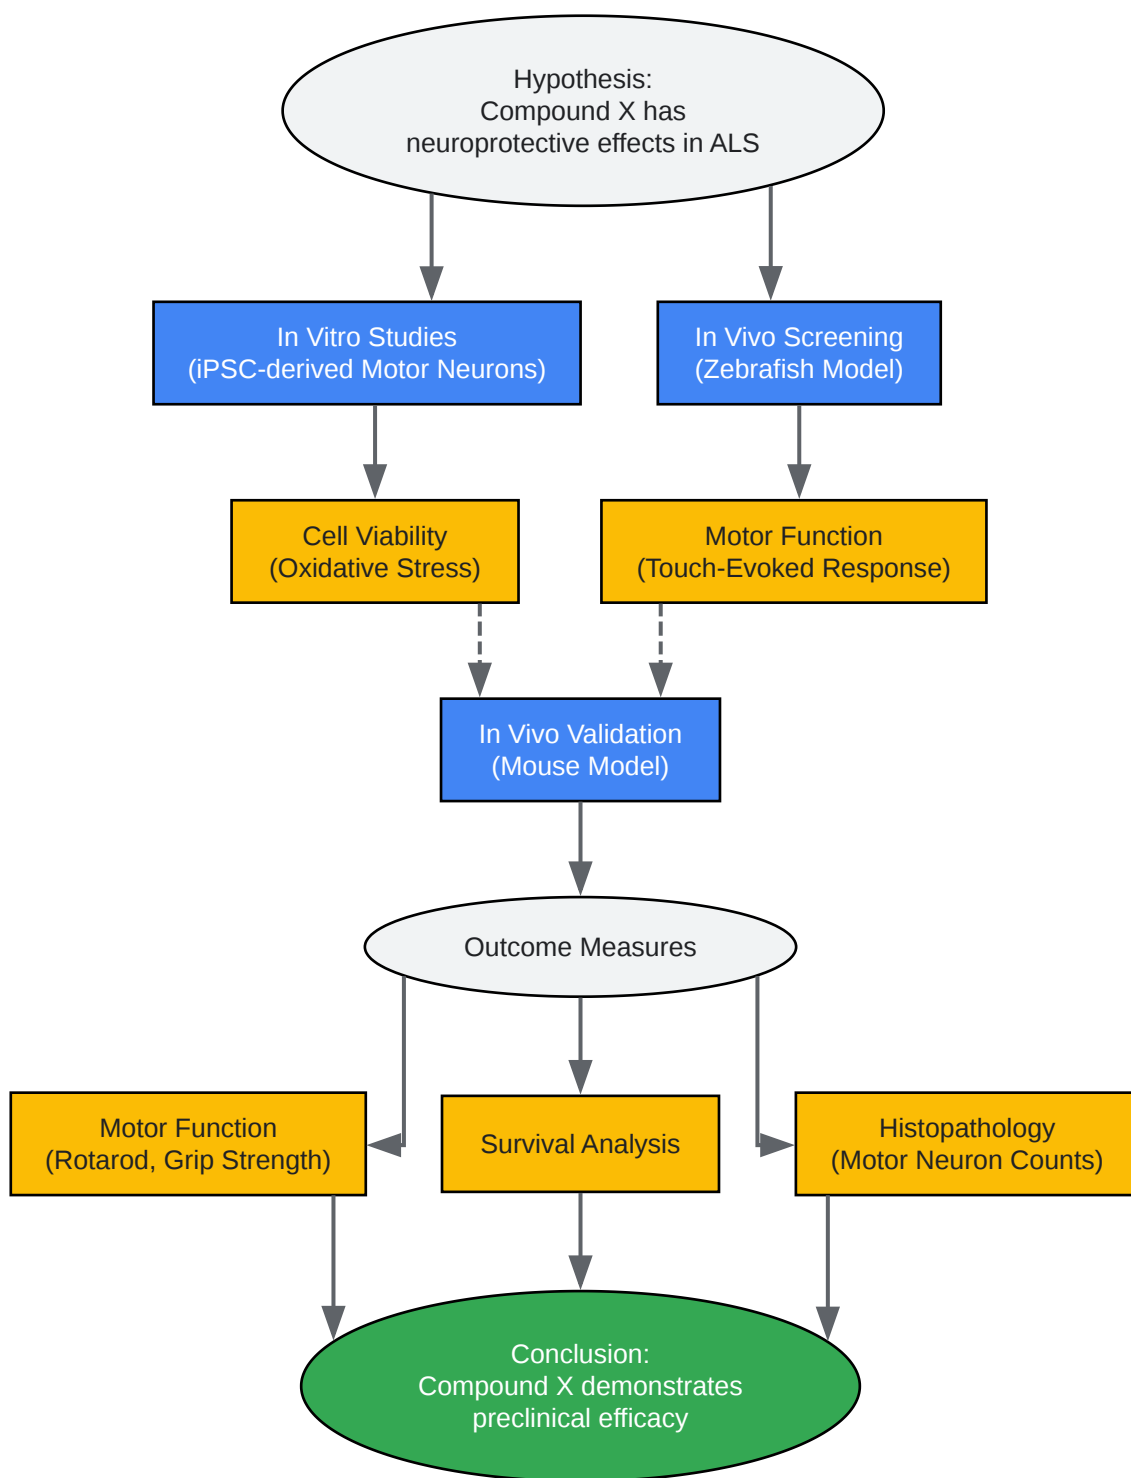 Hypothesis:
Compound X has
neuroprotective effects in ALS
In Vitro Studies
(iPSC-derived Motor Neurons)
In Vivo Screening
(Zebrafish Model)
Cell Viability
(Oxidative Stress)
Motor Function
(Touch-Evoked Response)
In Vivo Validation
(Mouse Model)
Outcome Measures
Motor Function
(Rotarod, Grip Strength)
Survival Analysis
Histopathology
(Motor Neuron Counts)
Conclusion:
Compound X demonstrates
preclinical efficacy